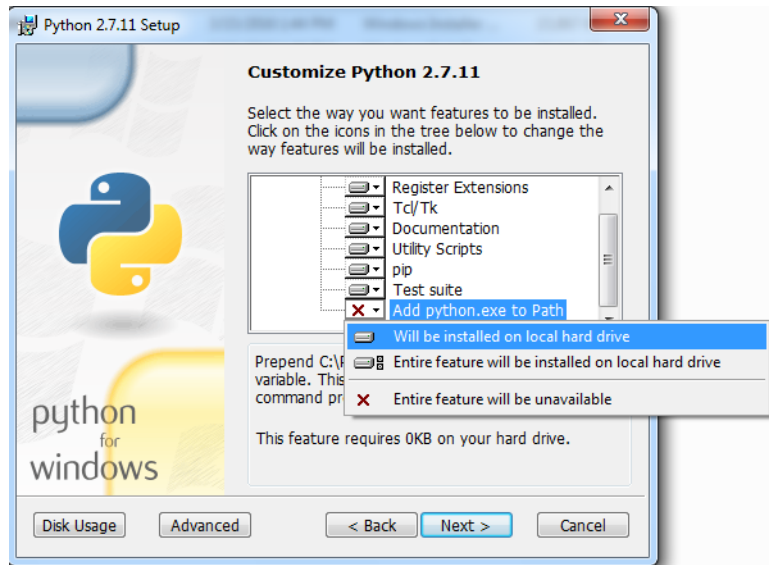 Python 2.7.11 Setup
Customize Python 2.7.11
Select the way you want features to be installed.
Click on the icons in the tree below to change the
way features will be installed.
Register Extensions
Tcl/Tk
Documentation
Utility Scripts
pip
Test suite
Add python.exe to Path
Will be installed on local hard drive
Entire feature will be installed on local hard drive
Entire feature will be unavailable
Prepend C:\
variable. This
command pr
This feature requires 0KB on your hard drive.
python
for
windows
Disk Usage
Advanced
< Back
Next >
Cancel